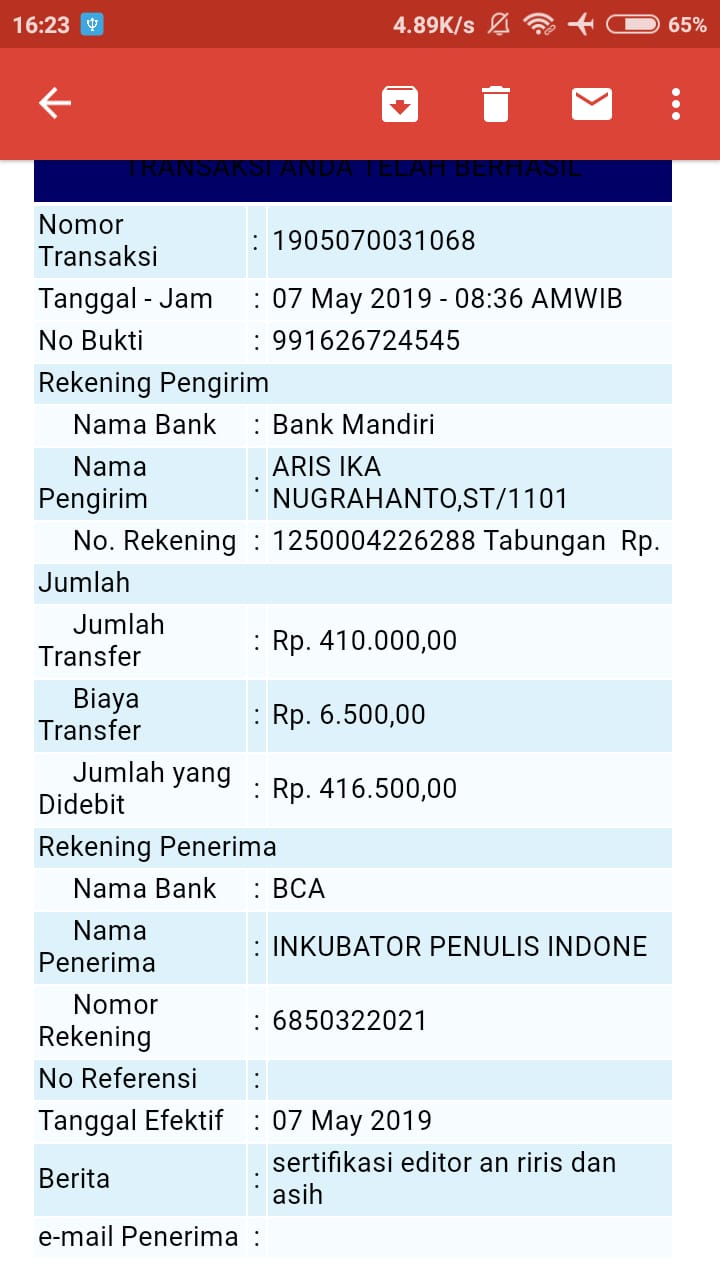 16:23 4.89K/s 65%
TRANSAKSI ANDA TELAH BERHASIL
Nomor Transaksi : 1905070031068
Tanggal - Jam : 07 May 2019 - 08:36 AMWIB
No Bukti : 991626724545
Rekening Pengirim
Nama Bank : Bank Mandiri
Nama Pengirim : ARIS IKA
NUGRAHANTO,ST/1101
No. Rekening : 1250004226288 Tabungan Rp.
Jumlah
Jumlah Transfer : Rp. 410.000,00
Biaya Transfer : Rp. 6.500,00
Jumlah yang Didebit : Rp. 416.500,00
Rekening Penerima
Nama Bank : BCA
Nama Penerima : INKUBATOR PENULIS INDONE
Nomor Rekening : 6850322021
No Referensi :
Tanggal Efektif : 07 May 2019
Berita : sertifikasi editor an riris dan
asih
e-mail Penerima :